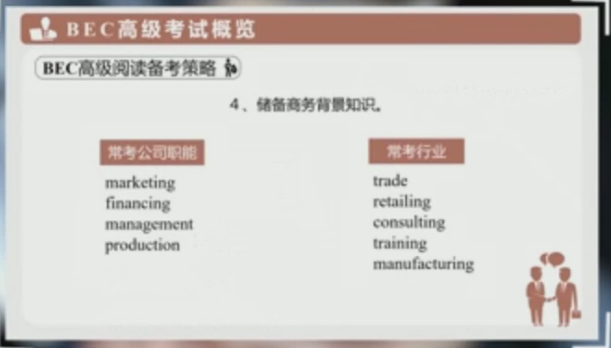 BEC高级考试概览
BEC高级阅读备考策略
4、储备商务背景知识。
常考公司职能
marketing
financing
management
production
常考行业
trade
retailing
consulting
training
manufacturing